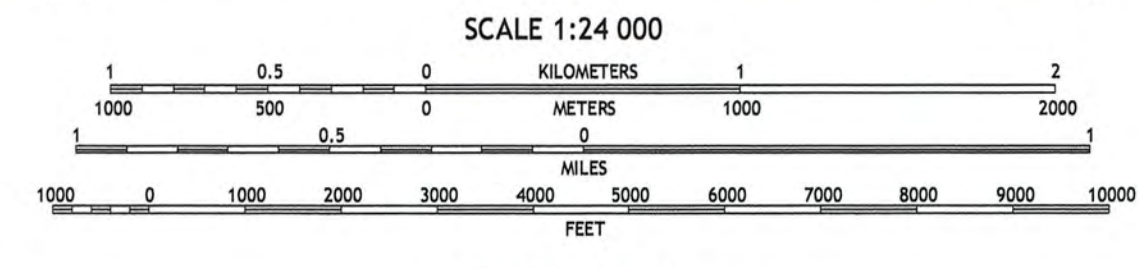 SCALE 1:24 000
1 0.5 0 KILOMETERS 1 2
1000 500 0 METERS 1000 2000
1 0.5 0 1
MILES
1000 0 1000 2000 3000 4000 5000 6000 7000 8000 9000 10000
FEET